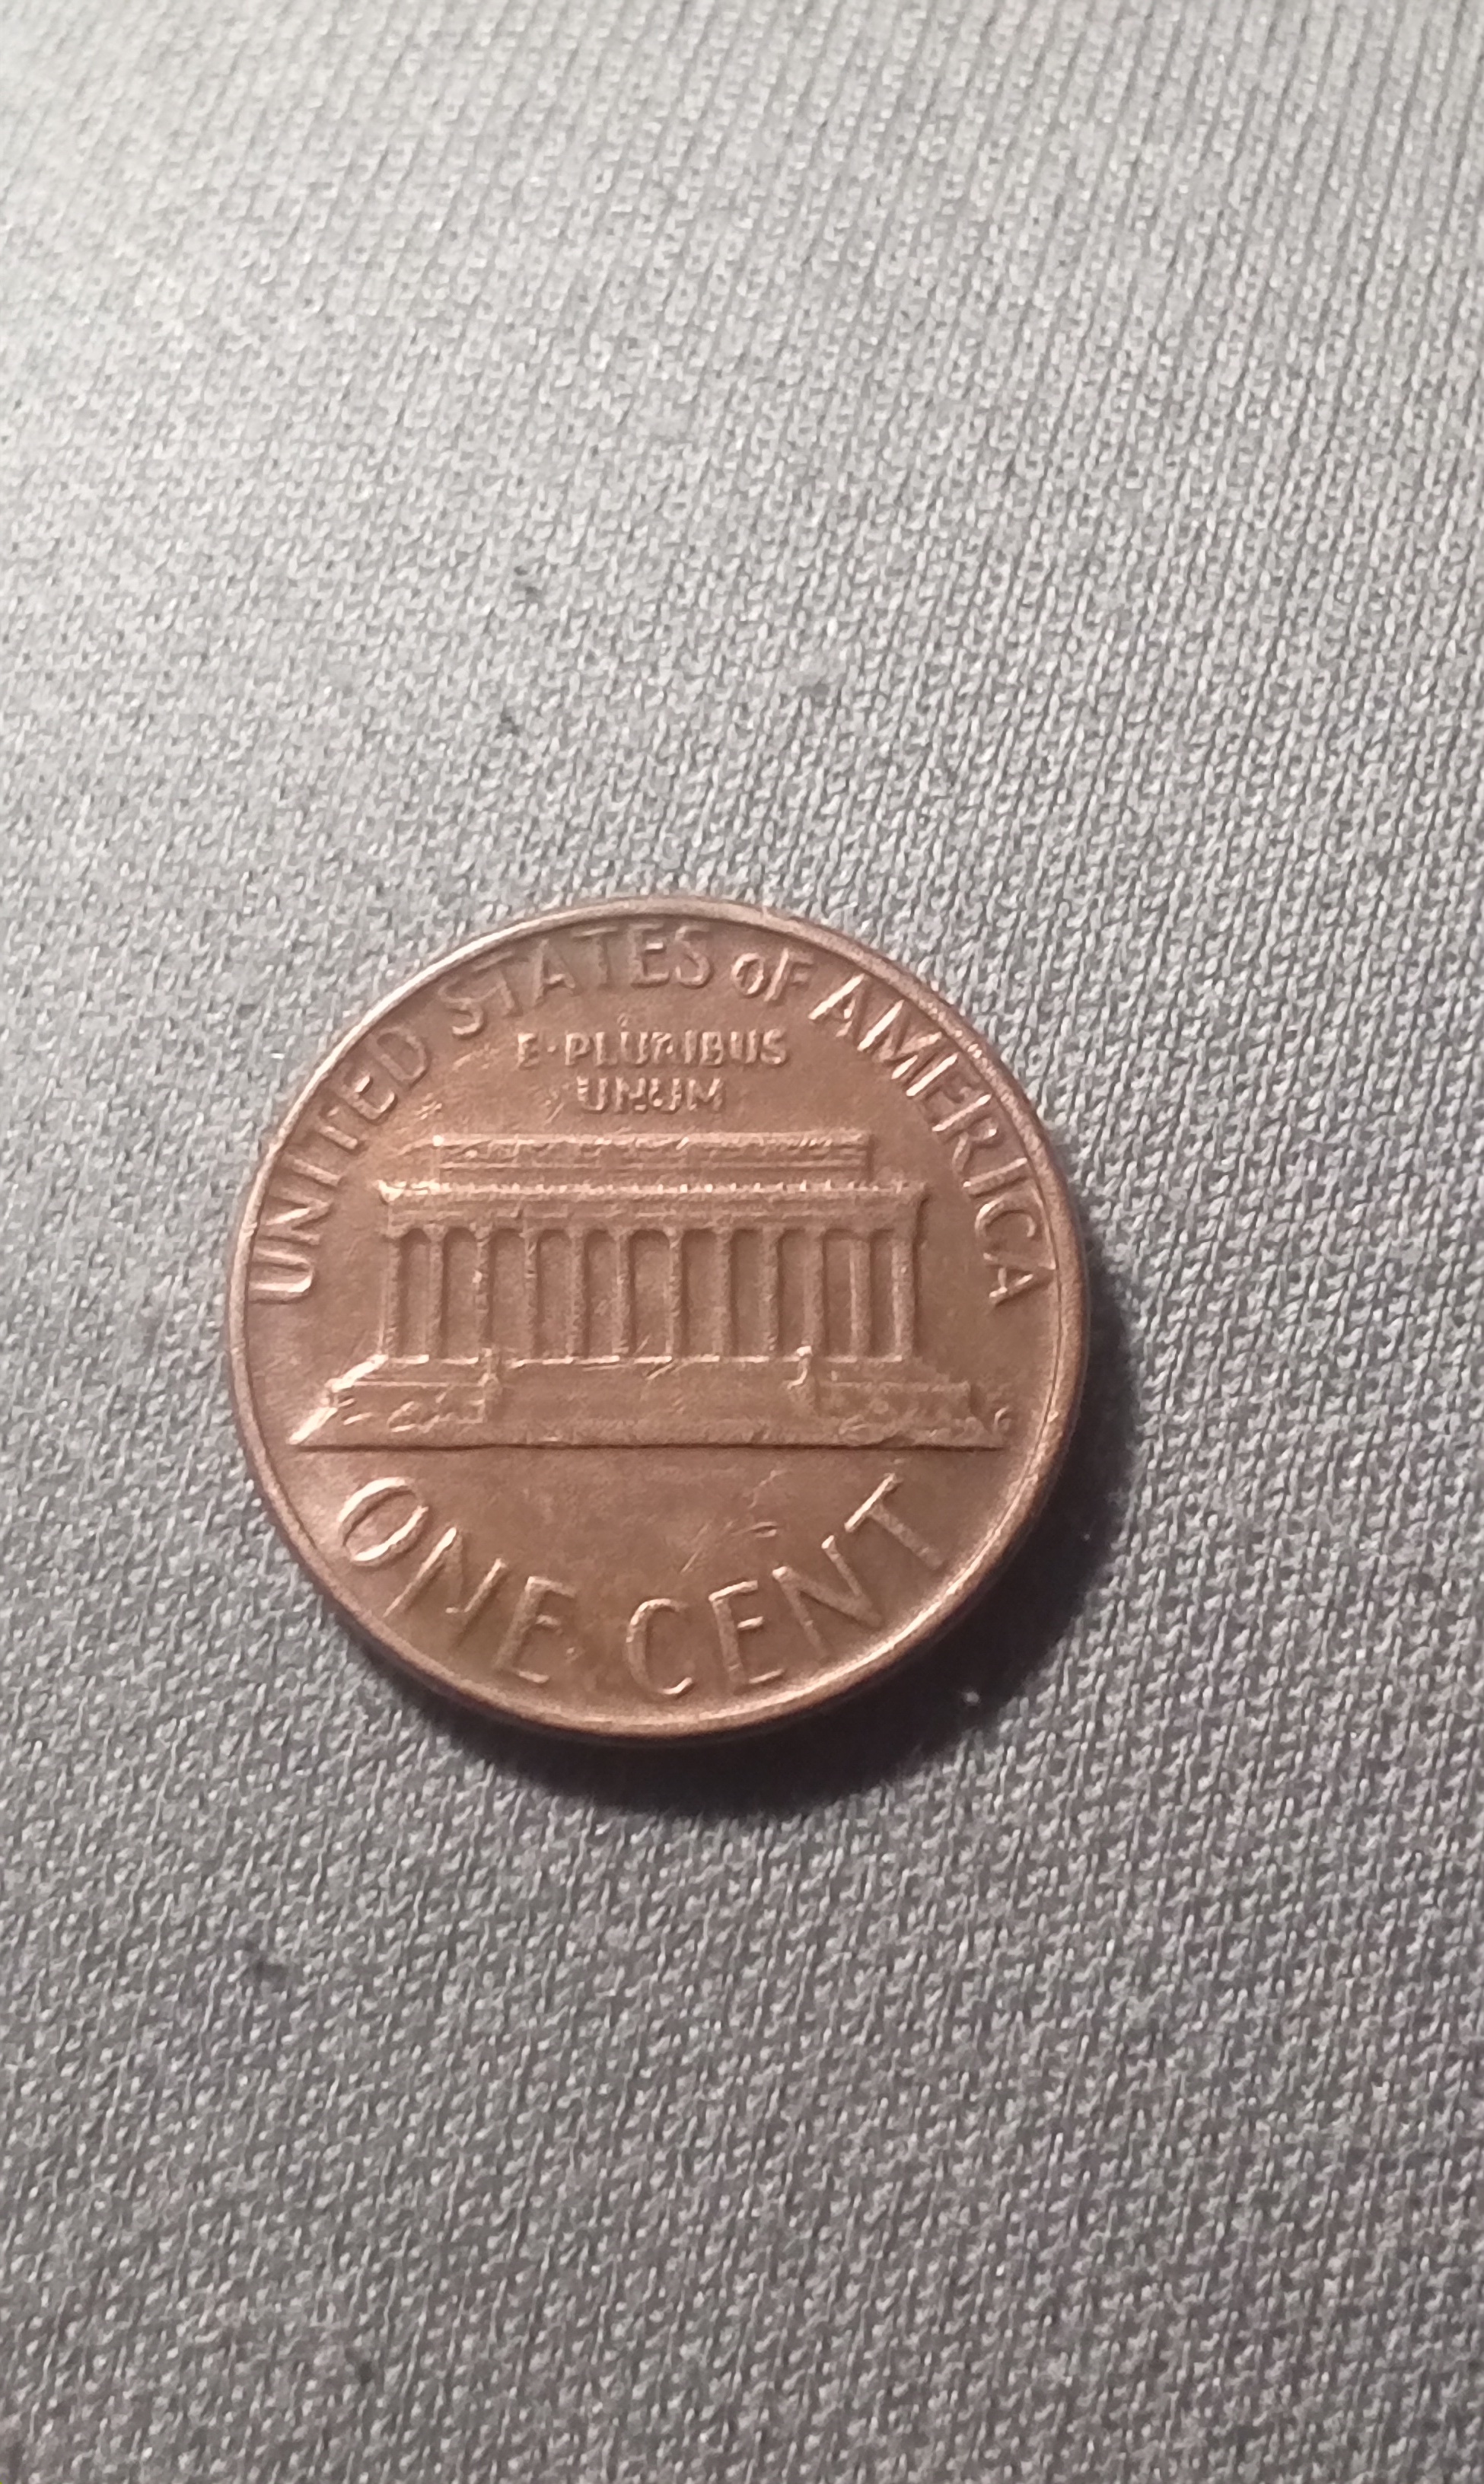 UNITED STATES OF AMERICA
E·PLURIBUS
UNUM
ONE CENT